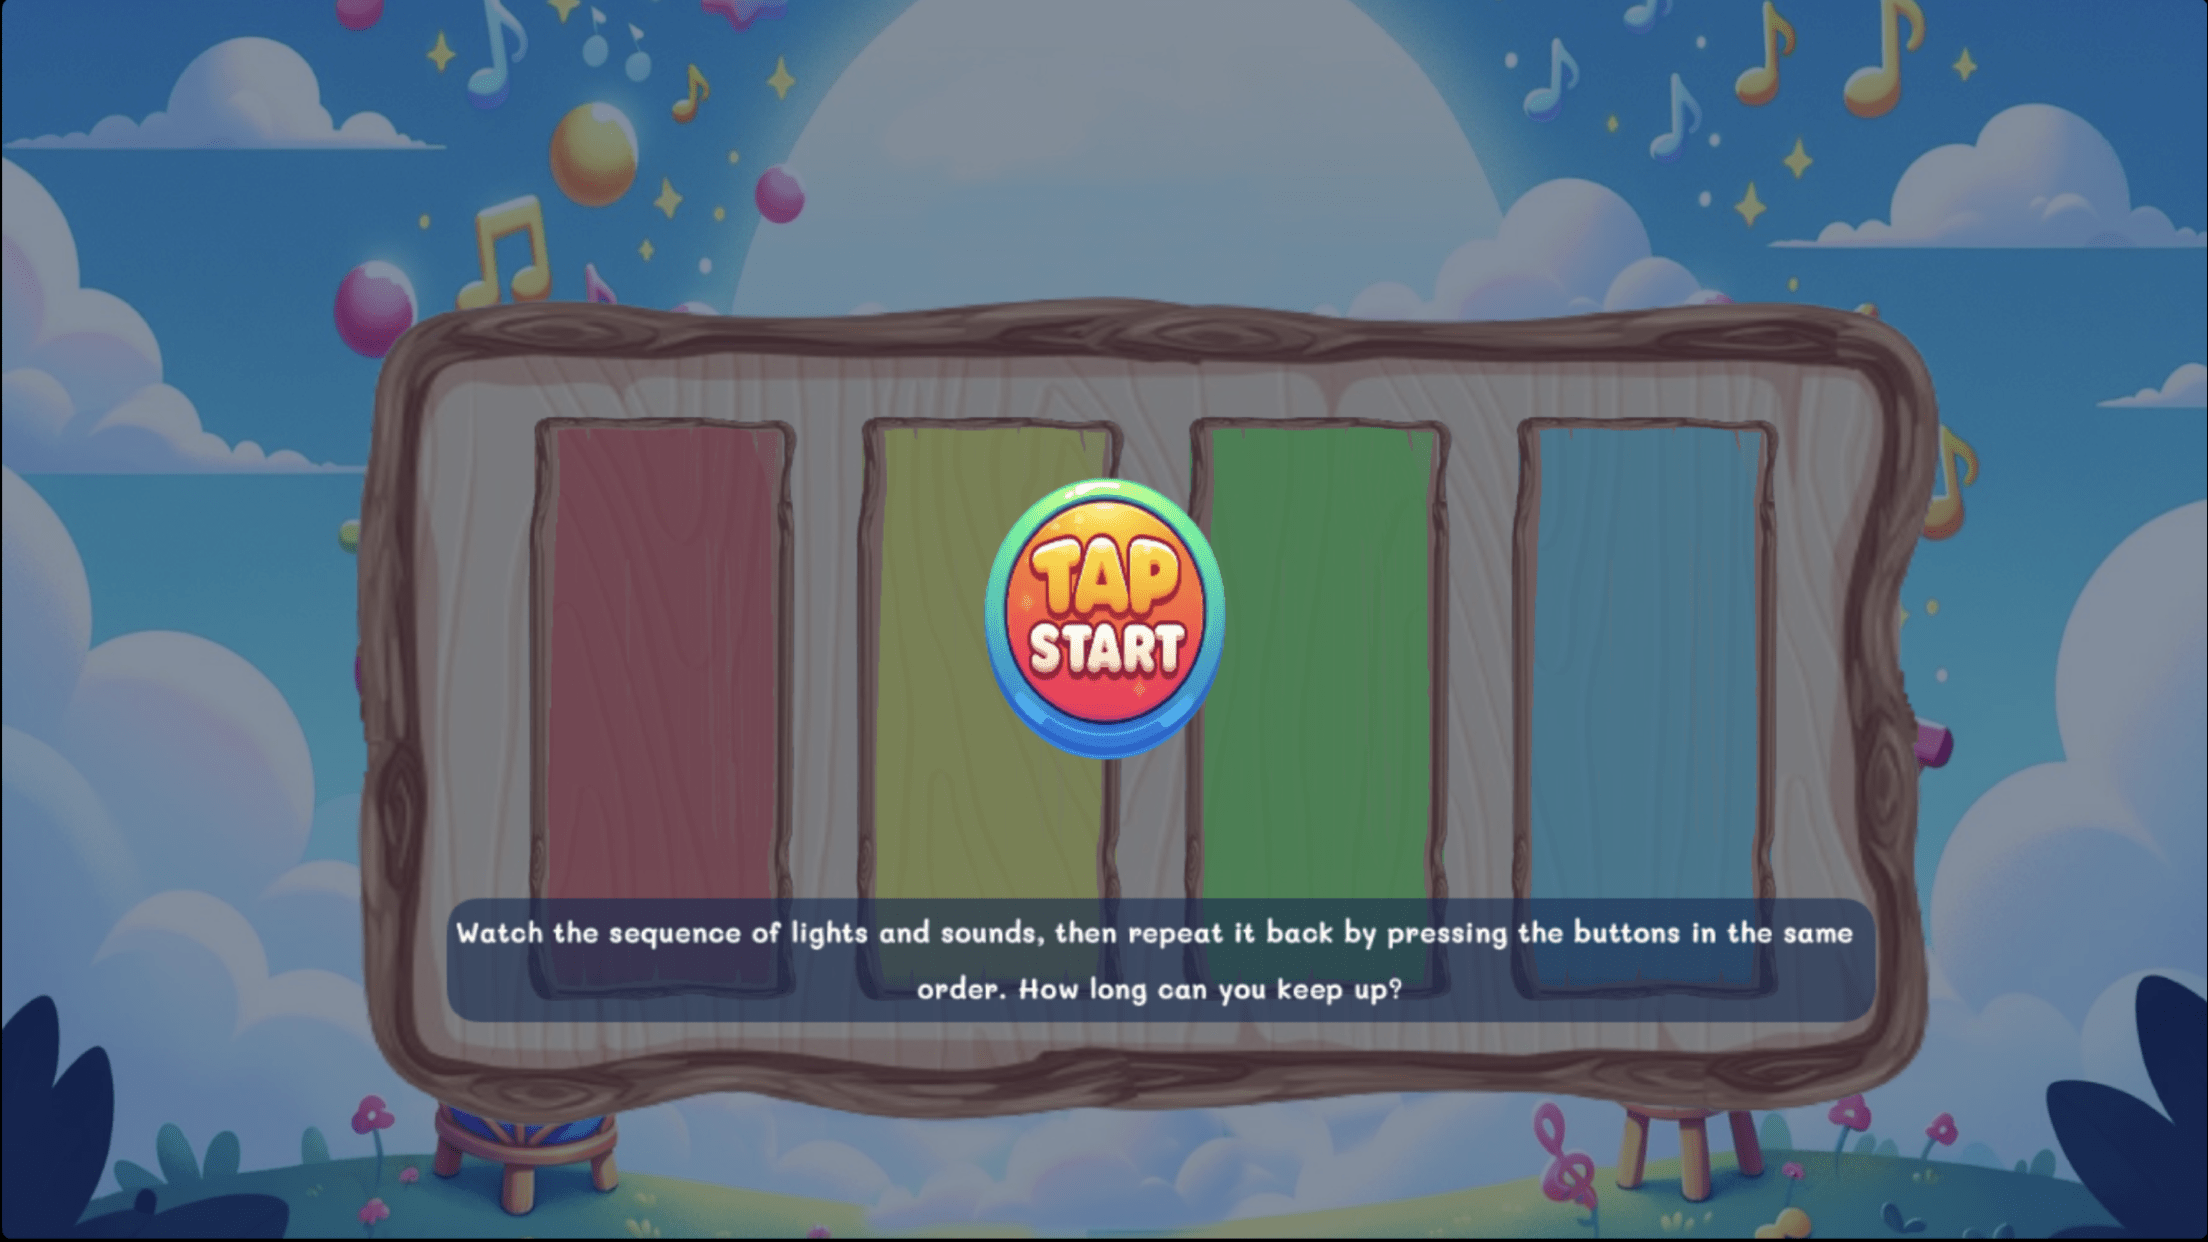 TAP
START
Watch the sequence of lights and sounds, then repeat it back by pressing the buttons in the same
order. How long can you keep up?